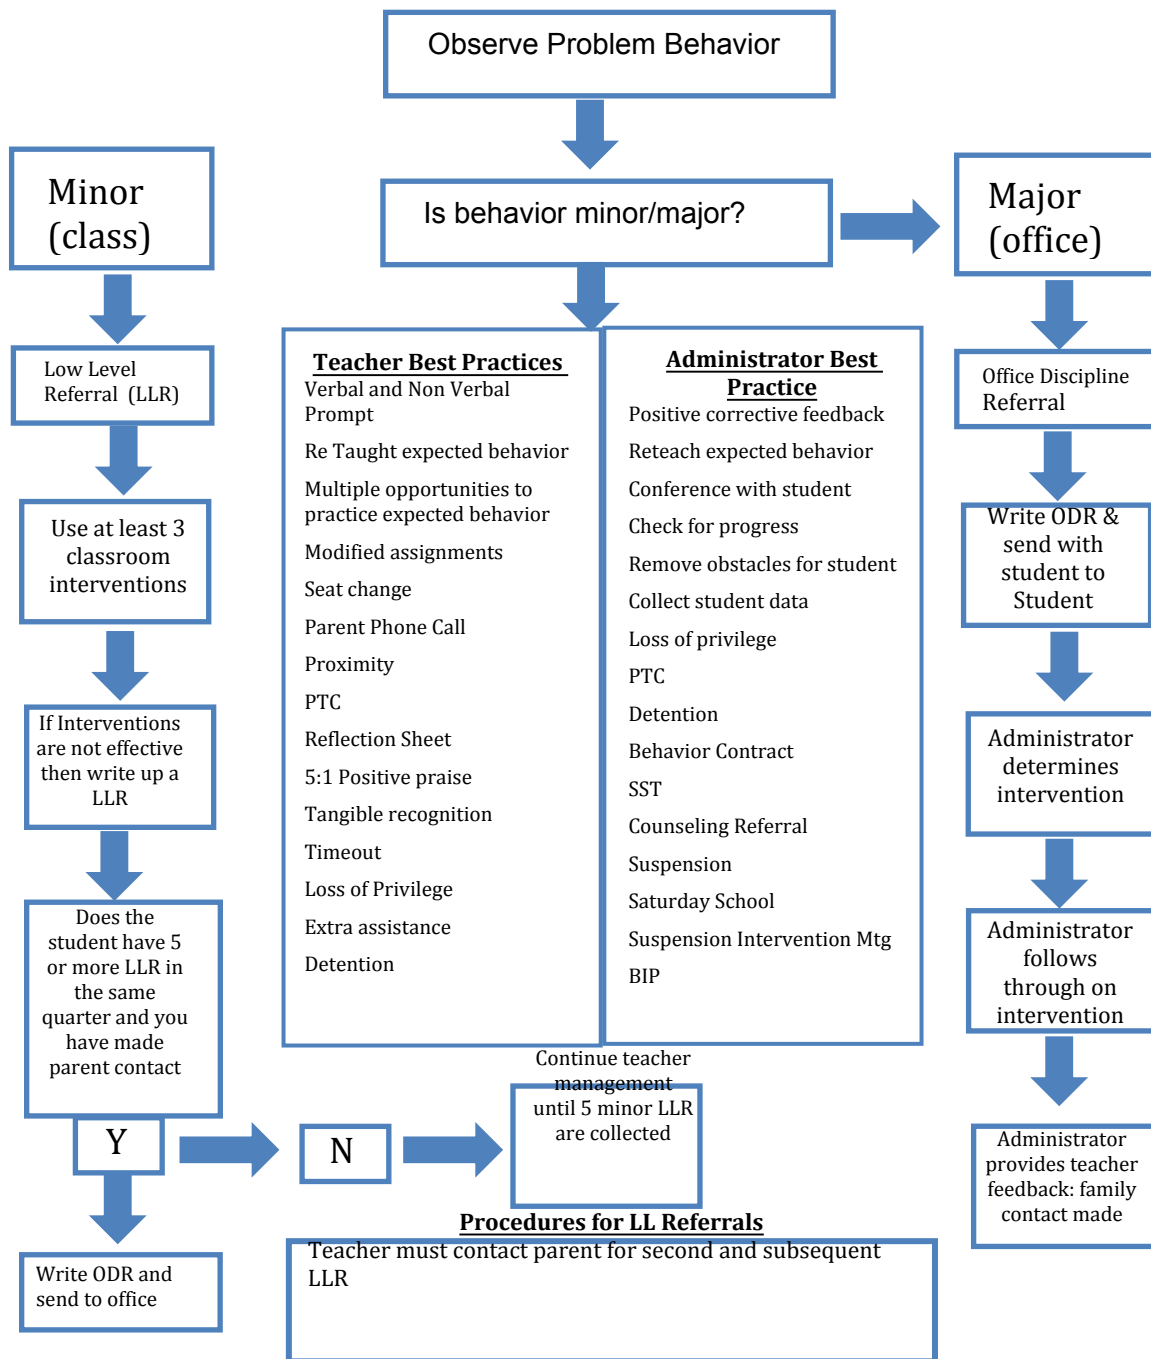 Observe Problem Behavior
Is behavior minor/major?
Minor
(class)
Low Level
Referral (LLR)
Use at least 3
classroom
interventions
If Interventions
are not effective
then write up a
LLR
Does the
student have 5
or more LLR in
the same
quarter and you
have made
parent contact
Y
N
Continue teacher
management
until 5 minor LLR
are collected
Write ODR and
send to office
Teacher Best Practices
Verbal and Non Verbal
Prompt
Re Taught expected behavior
Multiple opportunities to
practice expected behavior
Modified assignments
Seat change
Parent Phone Call
Proximity
PTC
Reflection Sheet
5:1 Positive praise
Tangible recognition
Timeout
Loss of Privilege
Extra assistance
Detention
Administrator Best
Practice
Positive corrective feedback
Reteach expected behavior
Conference with student
Check for progress
Remove obstacles for student
Collect student data
Loss of privilege
PTC
Detention
Behavior Contract
SST
Counseling Referral
Suspension
Saturday School
Suspension Intervention Mtg
BIP
Major
(office)
Office Discipline
Referral
Write ODR &
send with
student to
Student
Administrator
determines
intervention
Administrator
follows
through on
intervention
Administrator
provides teacher
feedback: family
contact made
Procedures for LL Referrals
Teacher must contact parent for second and subsequent
LLR